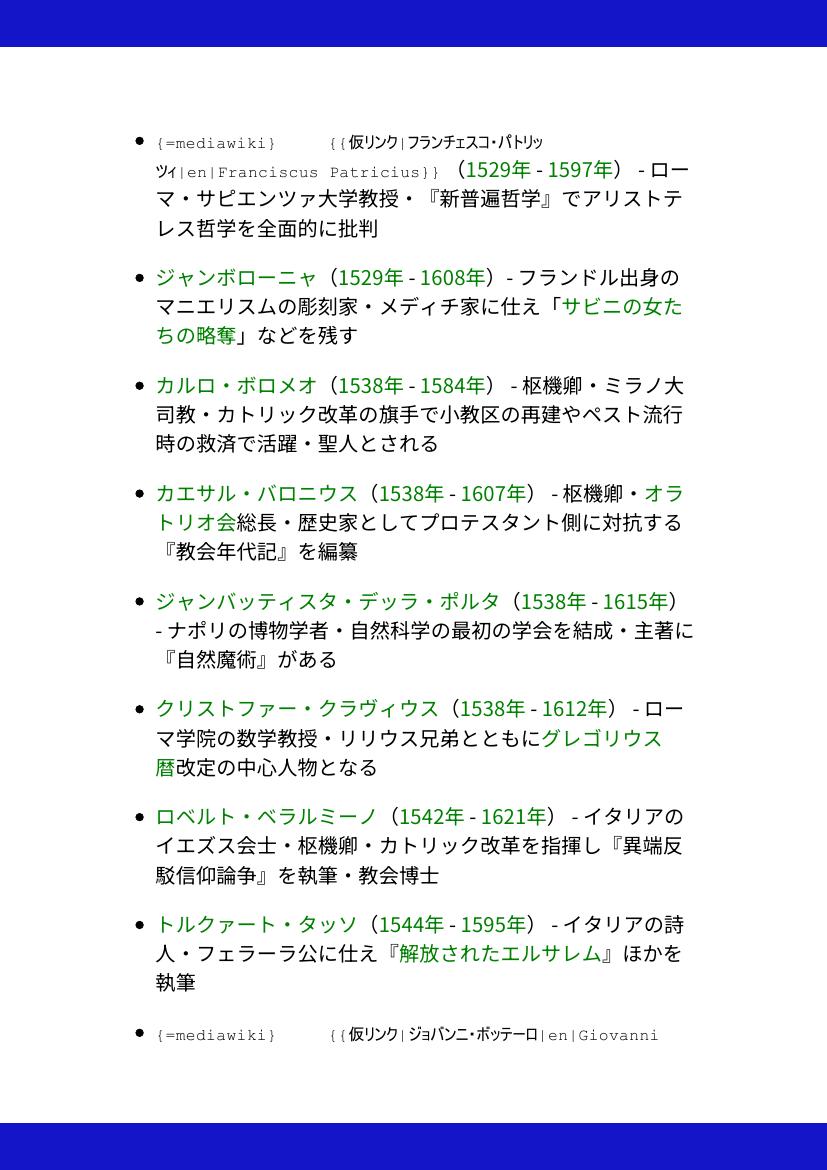 {=mediawiki} {{仮リンク|フランチェスコ・パトリッ
ツィ|en|Franciscus Patricius}} （1529年 - 1597年） - ロー
マ・サピエンツァ大学教授・『新普遍哲学』でアリストテ
レス哲学を全面的に批判
ジャンボローニャ（1529年 - 1608年）- フランドル出身の
マニエリスムの彫刻家・メディチ家に仕え「サビニの女た
ちの略奪」などを残す
カルロ・ボロメオ（1538年 - 1584年） - 枢機卿・ミラノ大
司教・カトリック改革の旗手で小教区の再建やペスト流行
時の救済で活躍・聖人とされる
カエサル・バロニウス（1538年 - 1607年） - 枢機卿・オラ
トリオ会総長・歴史家としてプロテスタント側に対抗する
『教会年代記』を編纂
ジャンバッティスタ・デッラ・ポルタ（1538年 - 1615年）
- ナポリの博物学者・自然科学の最初の学会を結成・主著に
『自然魔術』がある
クリストファー・クラヴィウス（1538年 - 1612年） - ロー
マ学院の数学教授・リリウス兄弟とともにグレゴリウス
暦改定の中心人物となる
ロベルト・ベラルミーノ（1542年 - 1621年） - イタリアの
イエズス会士・枢機卿・カトリック改革を指揮し『異端反
駁信仰論争』を執筆・教会博士
トルクァート・タッソ（1544年 - 1595年） - イタリアの詩
人・フェラーラ公に仕え『解放されたエルサレム』ほかを
執筆
{=mediawiki} {{仮リンク|ジョバンニ・ボッテーロ|en|Giovanni